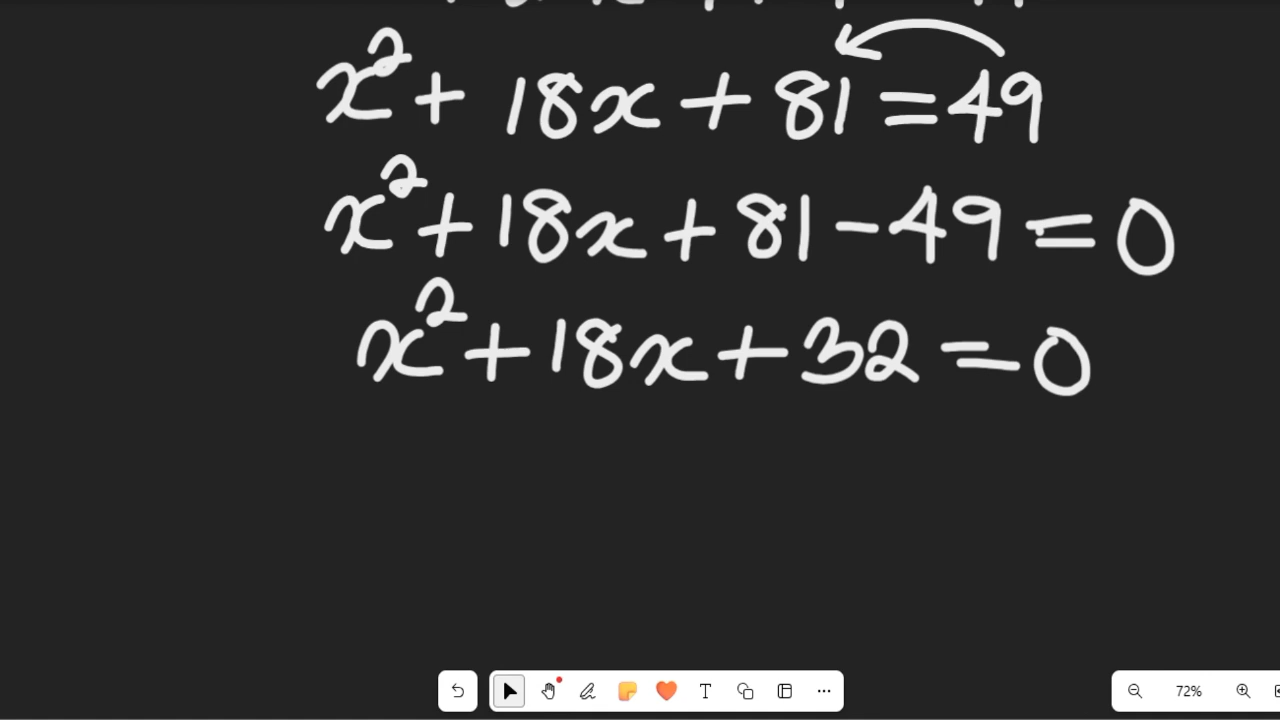 x² + 18x + 81 = 49
x² + 18x + 81 - 49 = 0
x² + 18x + 32 = 0
T
72%